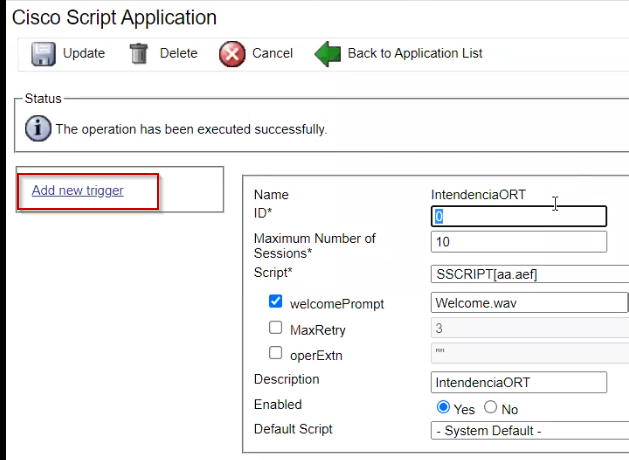 Cisco Script Application
Update Delete Cancel Back to Application List
Status
The operation has been executed successfully.
Add new trigger
Name IntendenciaORT
ID* 0
Maximum Number of
Sessions* 10
Script* SSCRIPT[aa.aef]
welcomePrompt Welcome.wav
MaxRetry 3
operExtn ""
Description IntendenciaORT
Enabled Yes No
Default Script - System Default -